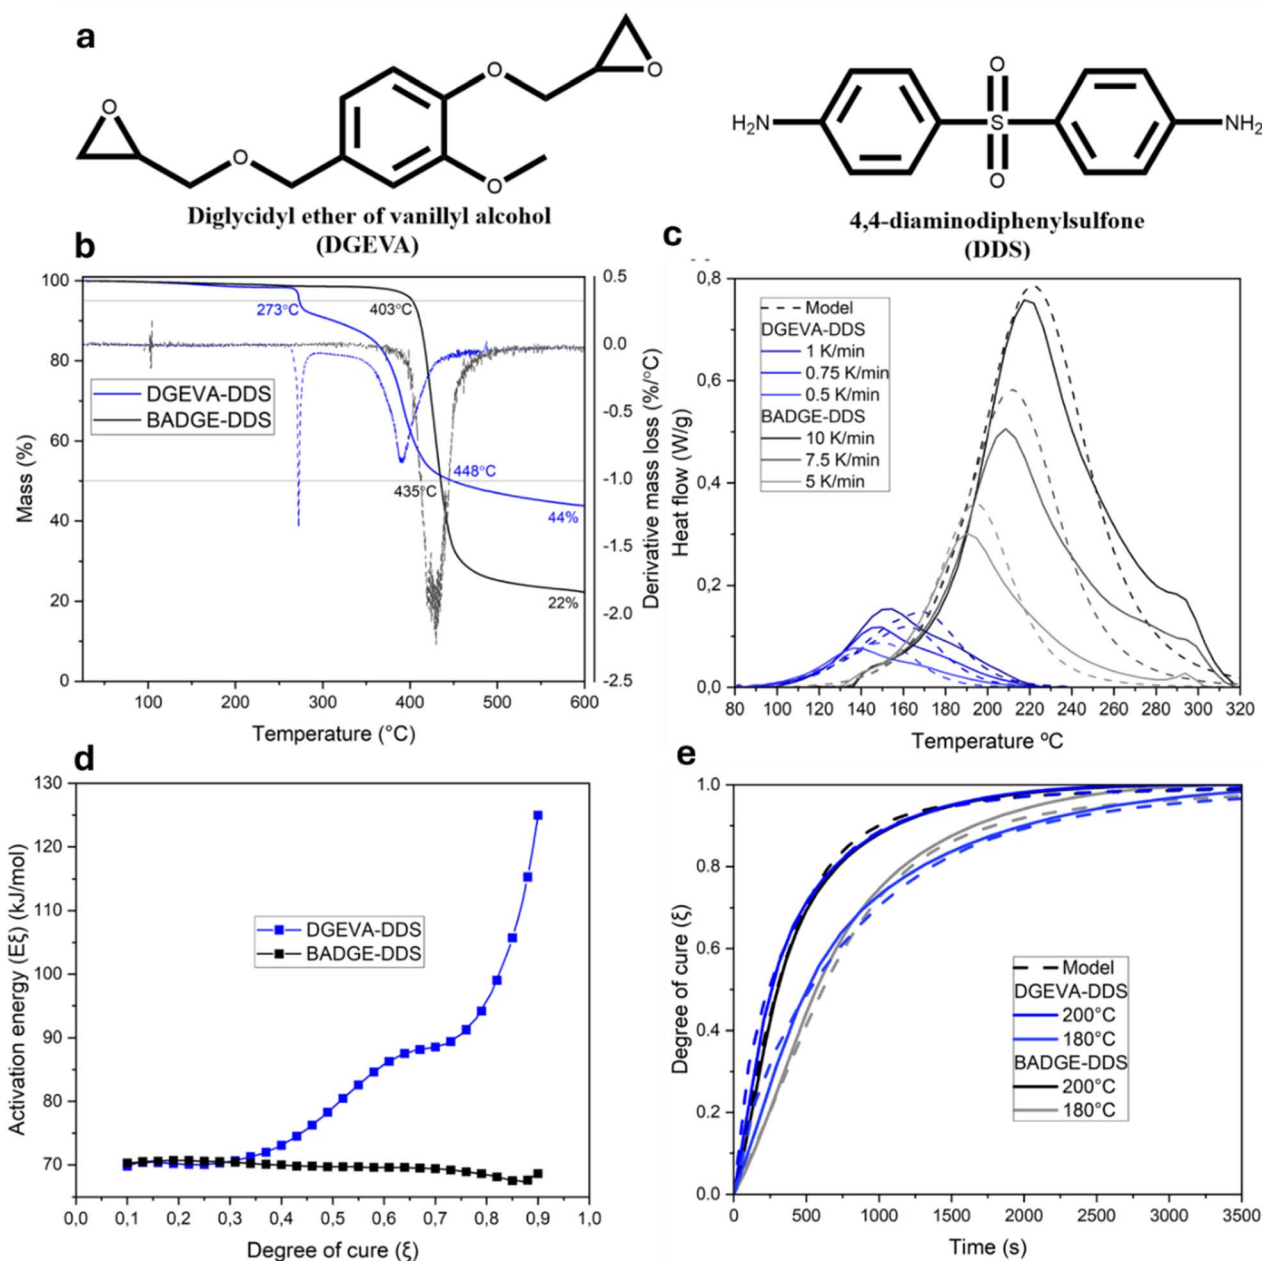 a
O
O
O
O
O
Diglycidyl ether of vanillyl alcohol
(DGEVA)
O
H₂N
S
NH₂
O
4,4-diaminodiphenylsulfone
(DDS)
b
100
80
60
40
20
0
Mass (%)
100
200
300
400
500
600
Temperature (°C)
0.5
0.0
-0.5
-1.0
-1.5
-2.0
-2.5
Derivative mass loss (%/°C)
273°C
403°C
DGEVA-DDS
BADGE-DDS
448°C
435°C
44%
22%
c
0,8
0,6
0,4
0,2
0,0
Heat flow (W/g)
80
100
120
140
160
180
200
220
240
260
280
300
320
Temperature ºC
Model
DGEVA-DDS
1 K/min
0.75 K/min
0.5 K/min
BADGE-DDS
10 K/min
7.5 K/min
5 K/min
d
130
120
110
100
90
80
70
Activation energy (Eξ) (kJ/mol)
0,0
0,1
0,2
0,3
0,4
0,5
0,6
0,7
0,8
0,9
1,0
Degree of cure (ξ)
DGEVA-DDS
BADGE-DDS
e
1.0
0.8
0.6
0.4
0.2
0.0
Degree of cure (ξ)
0
500
1000
1500
2000
2500
3000
3500
Time (s)
Model
DGEVA-DDS
200°C
180°C
BADGE-DDS
200°C
180°C